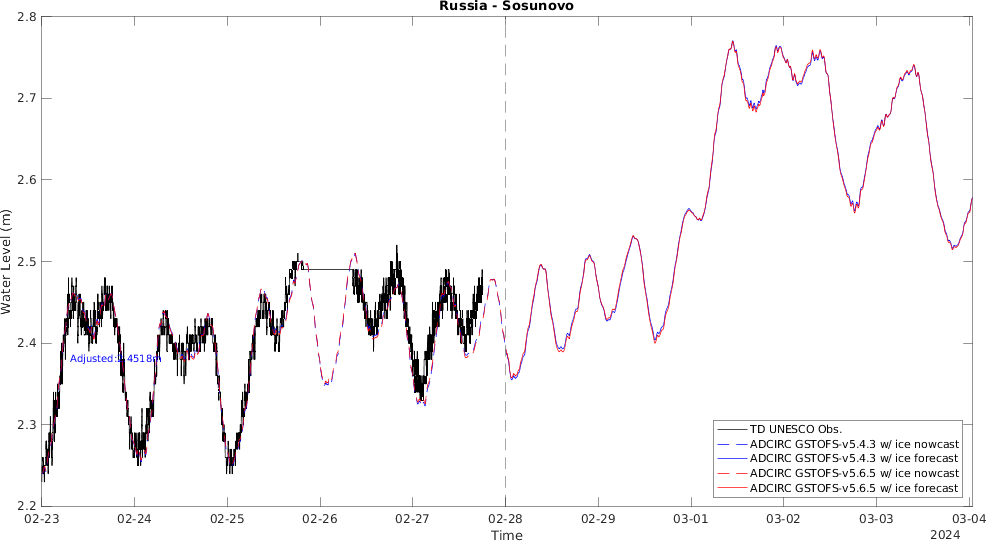 Russia - Sosunovo
2.8
2.7
2.6
2.5
2.4
2.3
2.2
Water Level (m)
Adjusted:
TD UNESCO Obs.
ADCIRC GSTOFS-v5.4.3 w/ ice nowcast
ADCIRC GSTOFS-v5.4.3 w/ ice forecast
ADCIRC GSTOFS-v5.6.5 w/ ice nowcast
ADCIRC GSTOFS-v5.6.5 w/ ice forecast
02-23 02-24 02-25 02-26 02-27 02-28 02-29 03-01 03-02 03-03 03-04
Time
2024